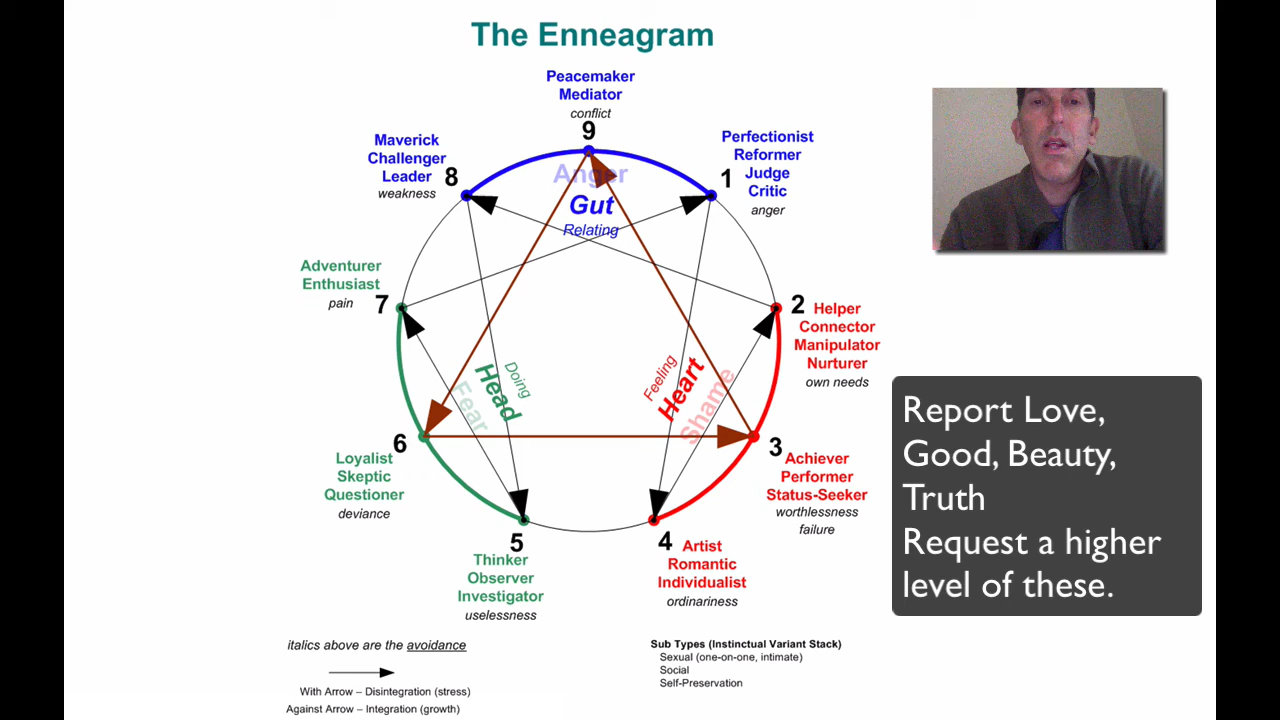 The Enneagram
Peacemaker
Mediator
conflict
9
Maverick
Challenger
Leader
weakness
8
Perfectionist
Reformer
Judge
Critic
anger
1
Anger
Gut
Relating
Adventurer
Enthusiast
pain
7
2
Helper
Connector
Manipulator
Nurturer
own needs
Doing
Head
Fear
Feeling
Heart
Shame
6
Loyalist
Skeptic
Questioner
deviance
3
Achiever
Performer
Status-Seeker
worthlessness
failure
5
Thinker
Observer
Investigator
uselessness
4
Artist
Romantic
Individualist
ordinariness
Report Love,
Good, Beauty,
Truth
Request a higher
level of these.
italics above are the avoidance
With Arrow – Disintegration (stress)
Against Arrow – Integration (growth)
Sub Types (Instinctual Variant Stack)
Sexual (one-on-one, intimate)
Social
Self-Preservation